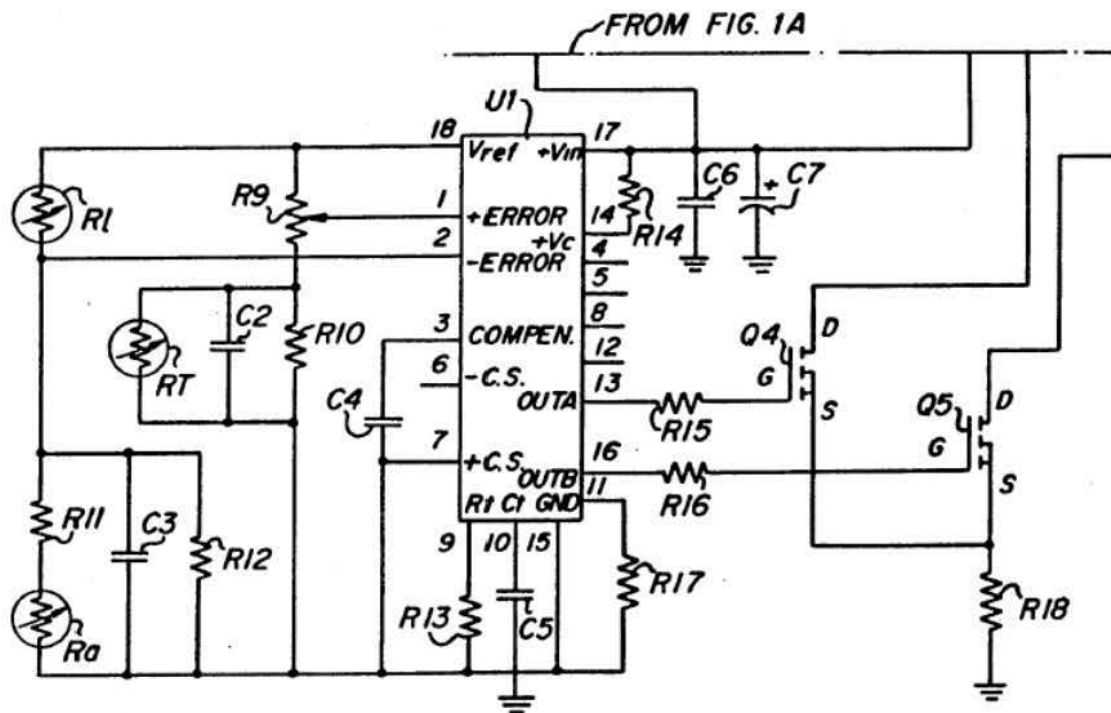 FROM FIG. 1A
U1
18
17
Vref
+Vin
R1
R9
1
+ERROR
14
+Vc
R14
C6
+
C7
2
-ERROR
4
5
8
12
13
RT
C2
R10
3
COMPEN.
6
-C.S.
OUTA
R15
Q4
D
G
S
C4
7
+C.S.
OUTB
16
R16
Q5
D
G
S
Rt
Ct
GND
11
R11
C3
R12
9
10
15
R17
R13
C5
R18
Ra